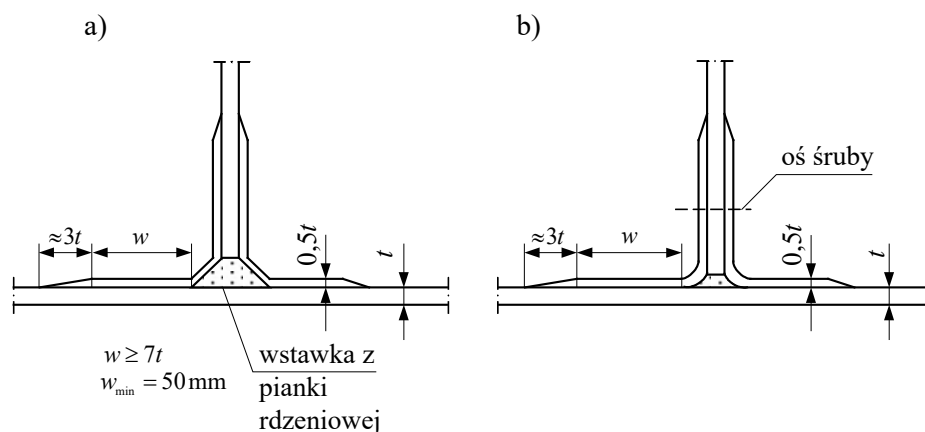 a)
b)
oś śruby
≈3t
w
0,5t
t
≈3t
w
0,5t
t
w ≥ 7t
w_min = 50 mm
wstawka z
pianki
rdzeniowej